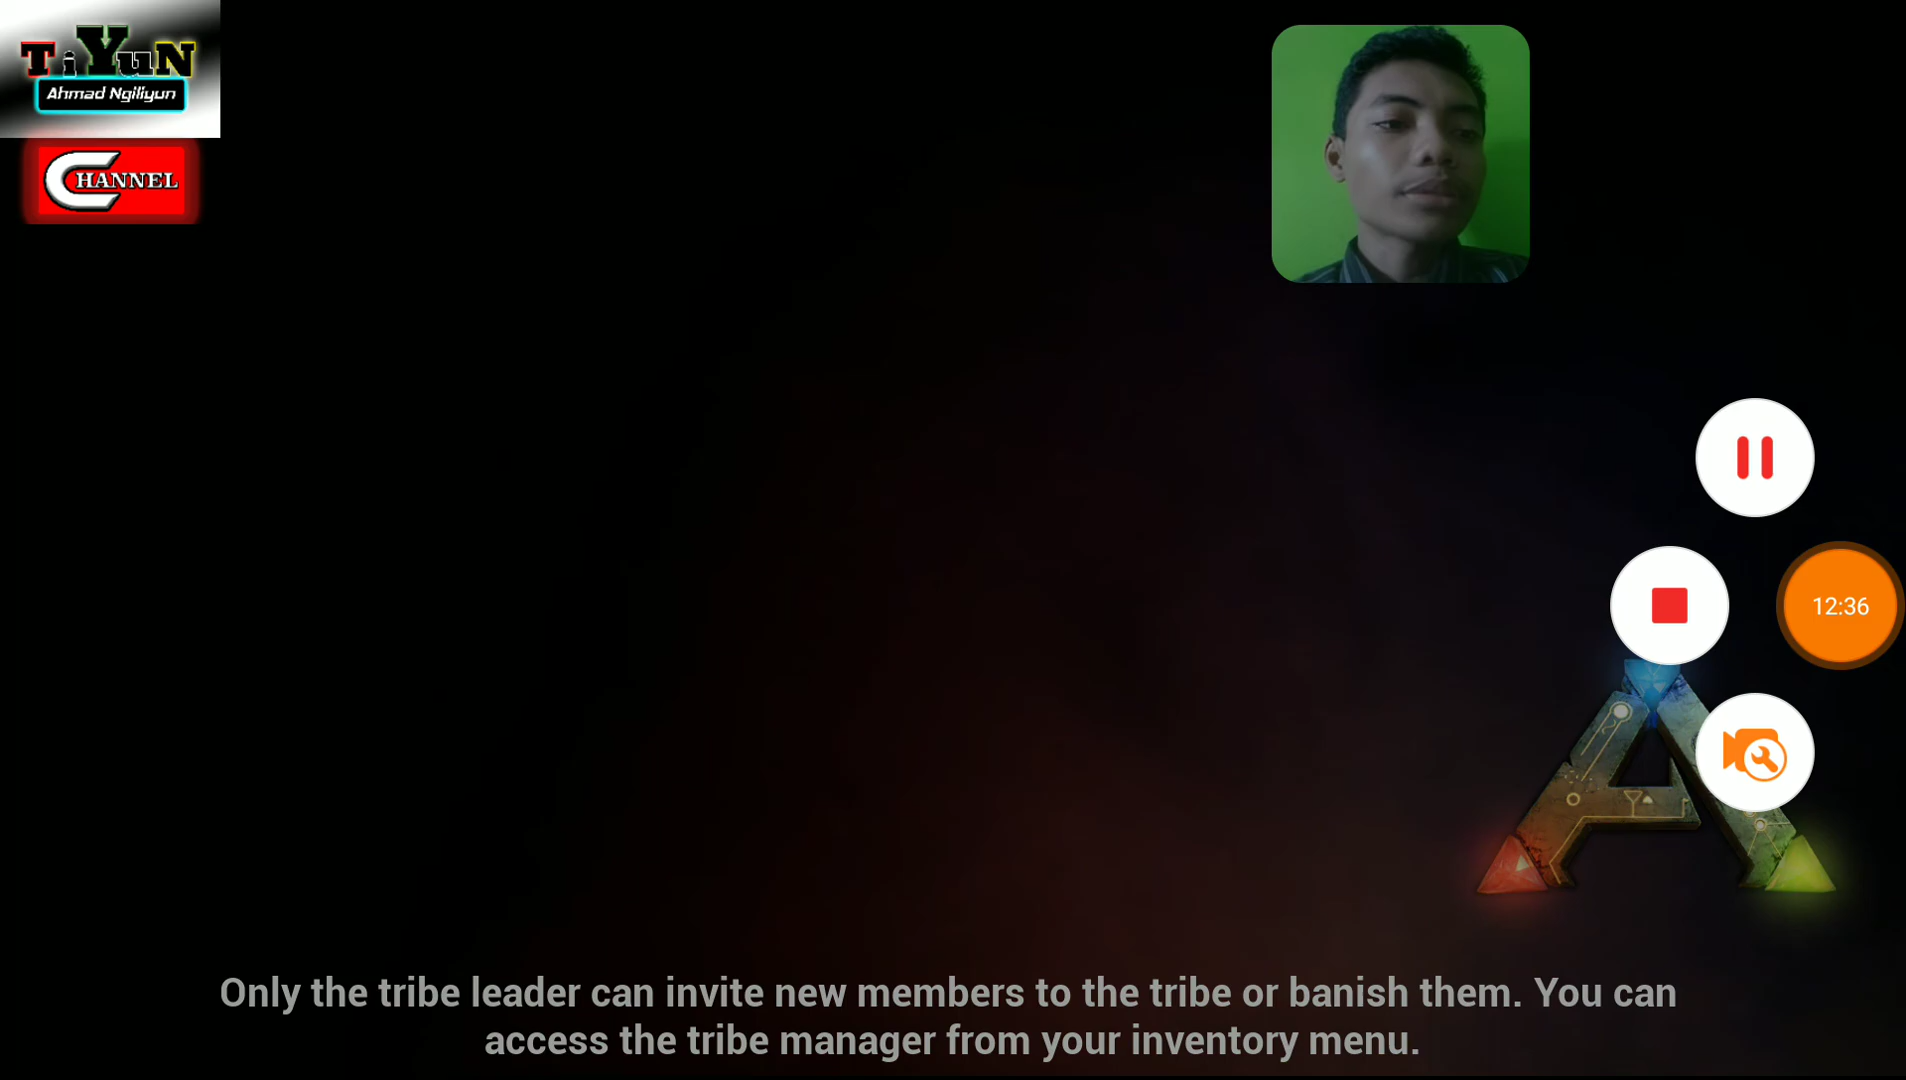 TiYuN
Ahmad Ngiliyun
CHANNEL
12:36
Only the tribe leader can invite new members to the tribe or banish them. You can
access the tribe manager from your inventory menu.